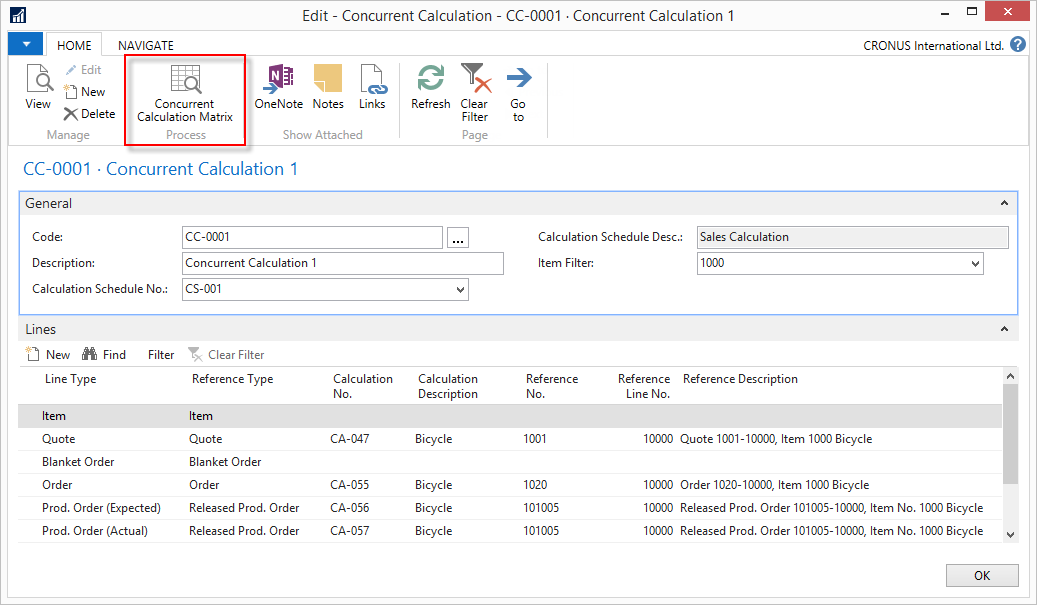 Edit - Concurrent Calculation - CC-0001 · Concurrent Calculation 1
HOME NAVIGATE CRONUS International Ltd. ?
View
Edit
New
Delete
Manage
Concurrent
Calculation Matrix
Process
OneNote Notes Links
Show Attached
Refresh Clear
Filter Go
to
Page
CC-0001 · Concurrent Calculation 1
General
Code: CC-0001 ... Calculation Schedule Desc.: Sales Calculation
Description: Concurrent Calculation 1 Item Filter: 1000
Calculation Schedule No.: CS-001
Lines
New Find Filter Clear Filter
Line Type Reference Type Calculation
No. Calculation
Description Reference
No. Reference
Line No. Reference Description
Item Item
Quote Quote CA-047 Bicycle 1001 10000 Quote 1001-10000, Item 1000 Bicycle
Blanket Order Blanket Order
Order Order CA-055 Bicycle 1020 10000 Order 1020-10000, Item 1000 Bicycle
Prod. Order (Expected) Released Prod. Order CA-056 Bicycle 101005 10000 Released Prod. Order 101005-10000, Item No. 1000 Bicycle
Prod. Order (Actual) Released Prod. Order CA-057 Bicycle 101005 10000 Released Prod. Order 101005-10000, Item No. 1000 Bicycle
OK